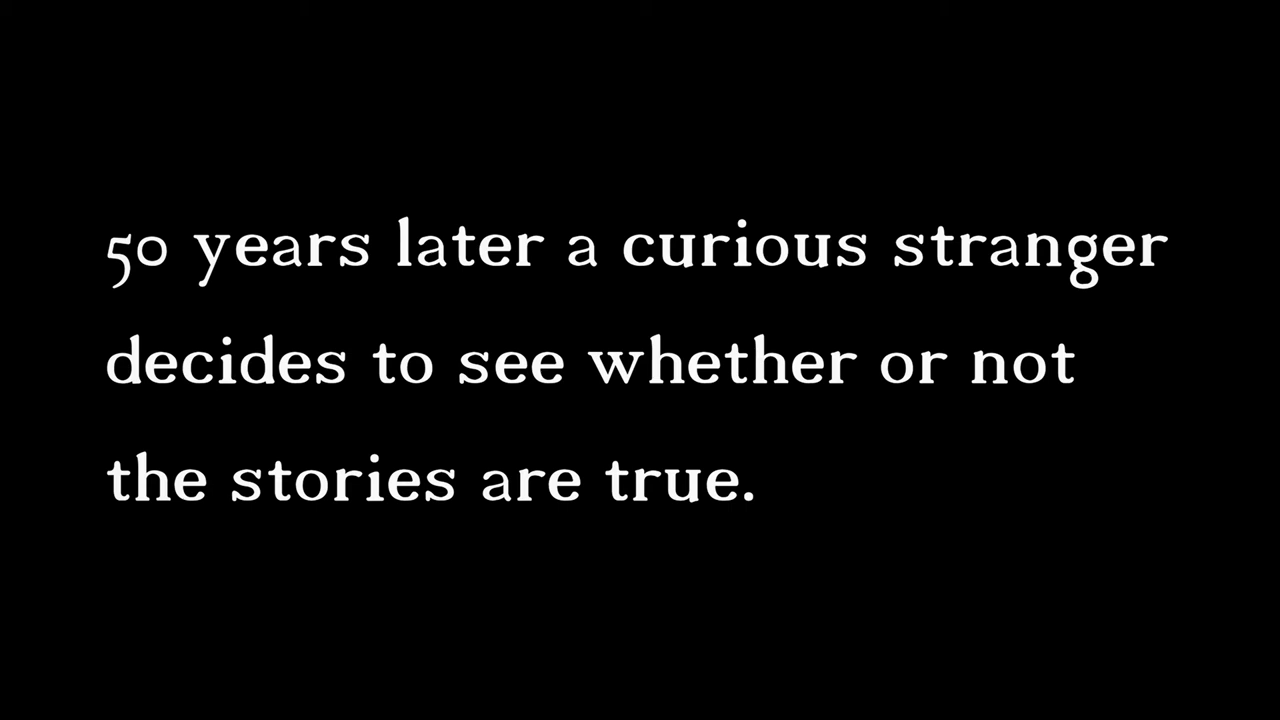 50 years later a curious stranger
decides to see whether or not
the stories are true.